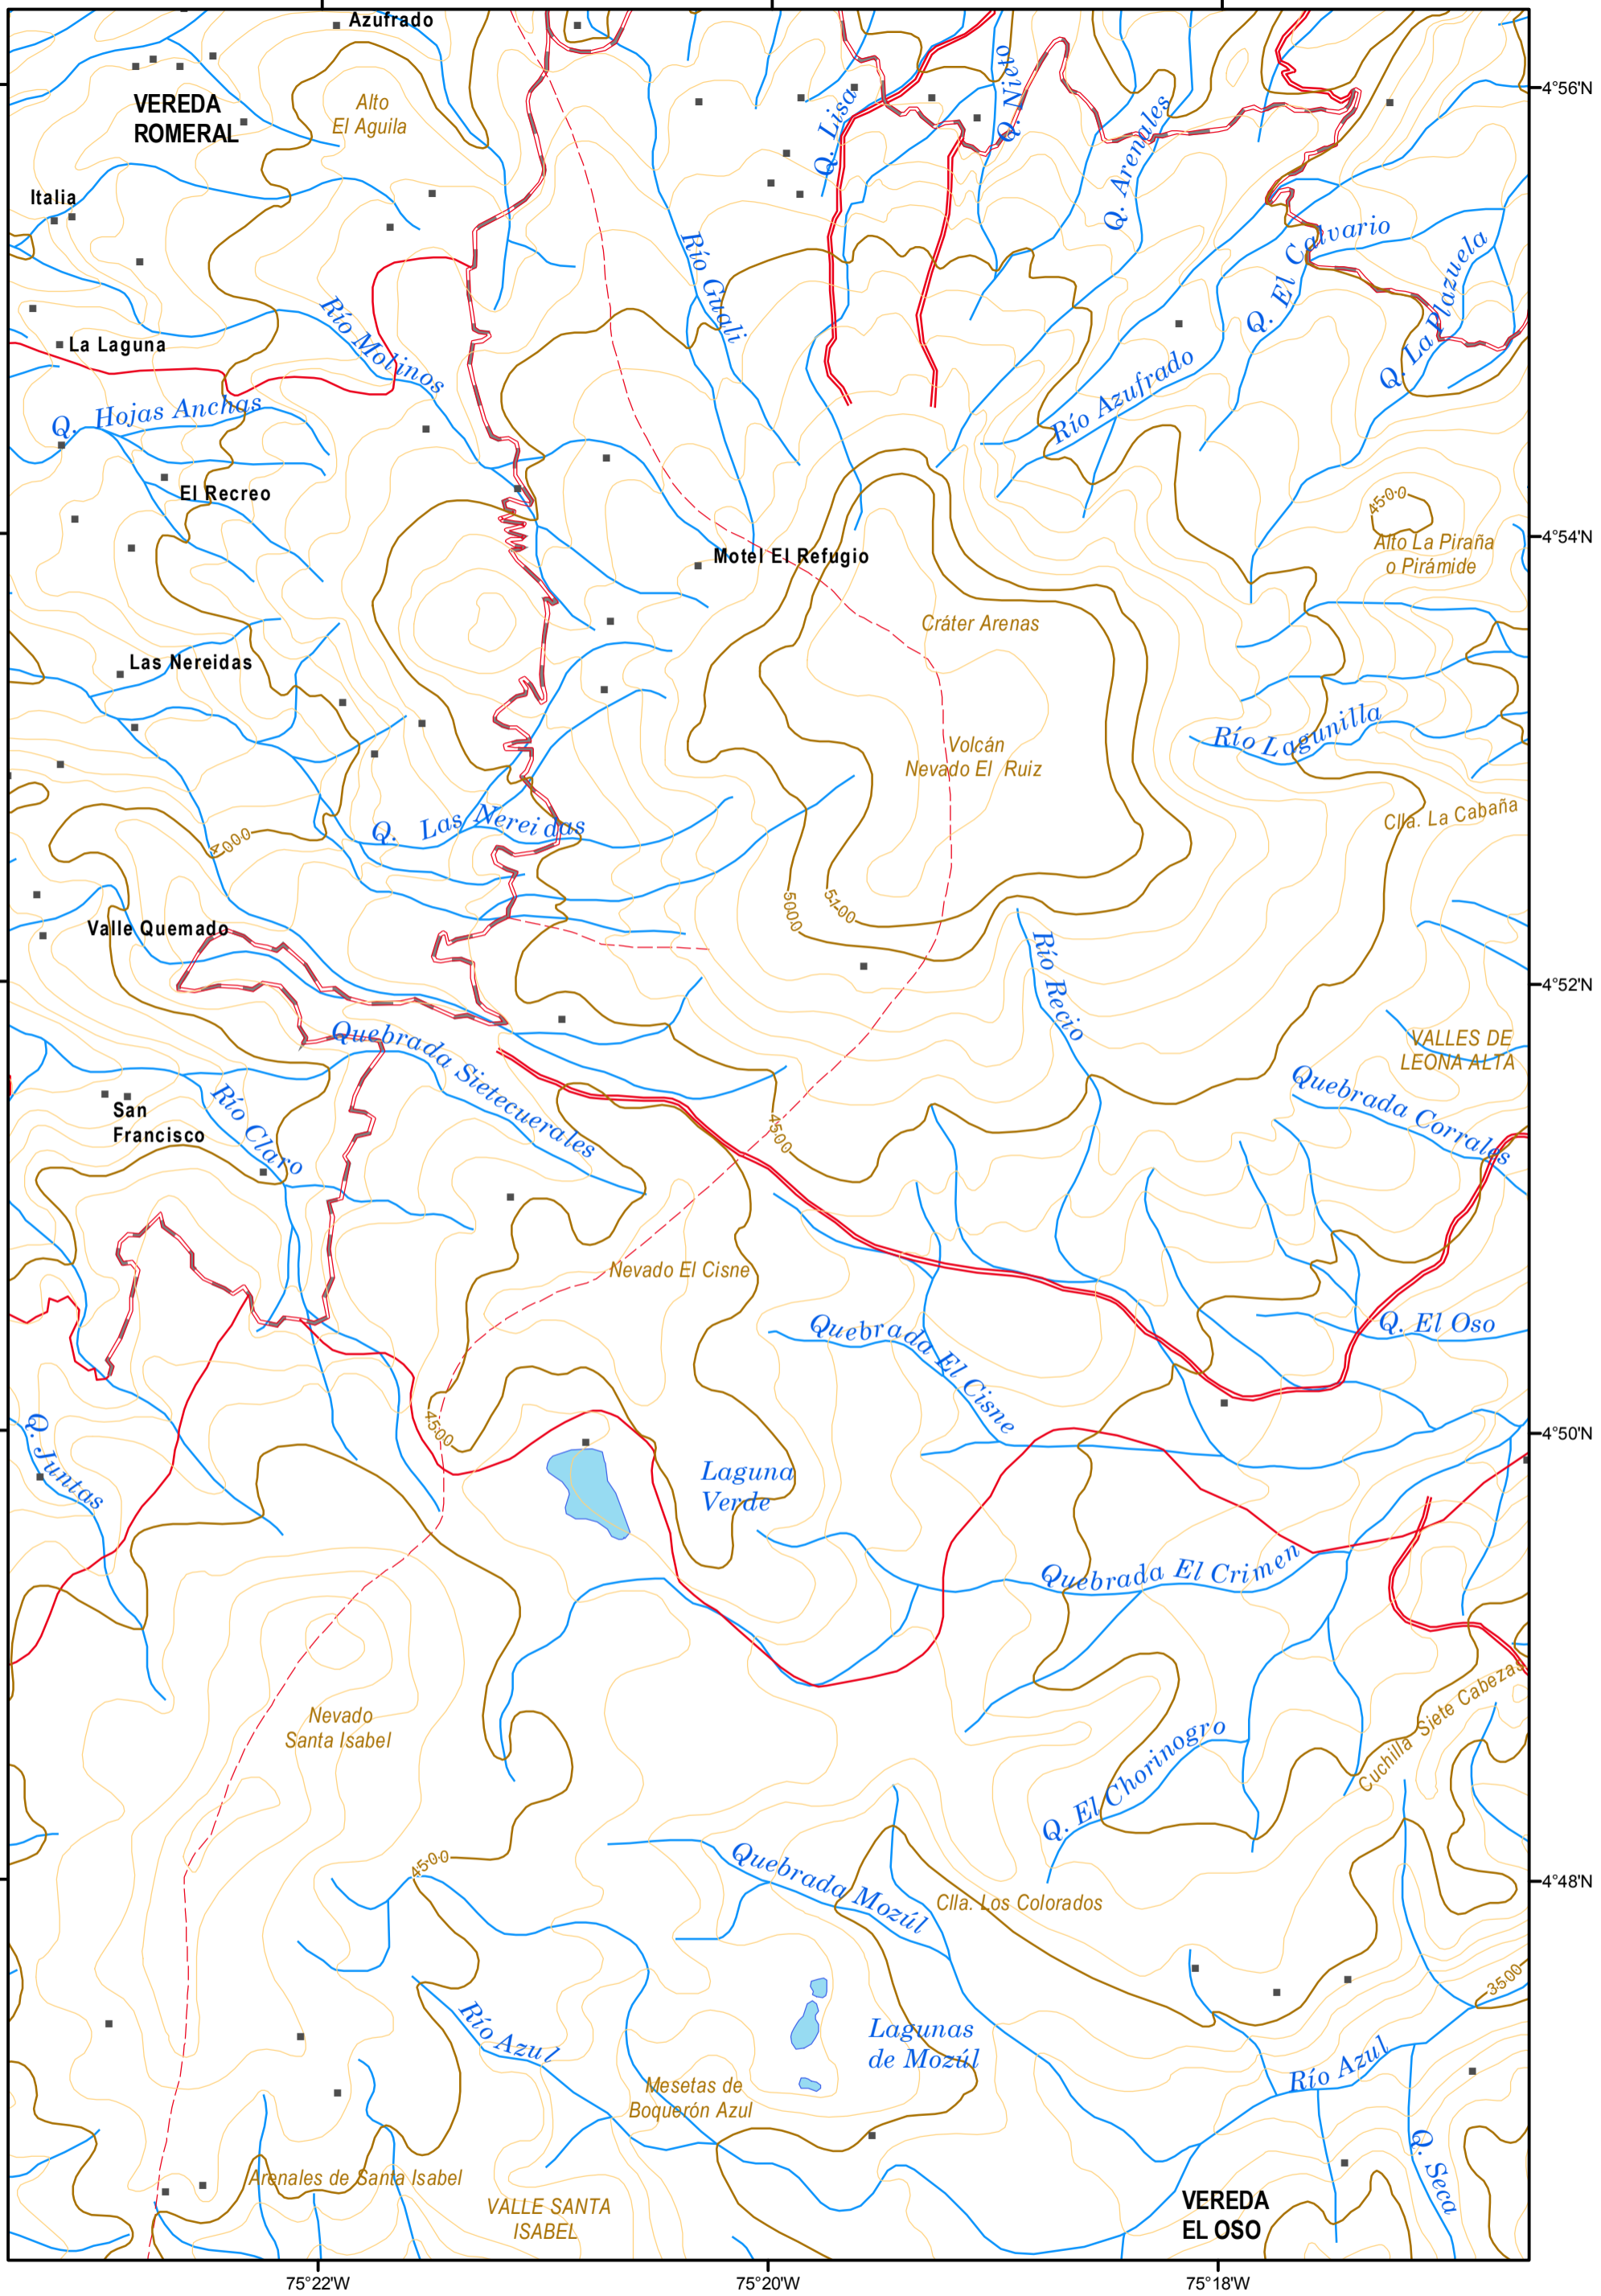 Azufrado
VEREDA
ROMERAL
Alto
El Aguila
Q. Lisa
Q. Nieto
Q. Arenales
4°56'N
Italia
Río Molinos
Río Guali
Q. El Calvario
Q. La Plazuela
La Laguna
Q. Hojas Anchas
Río Azufrado
El Recreo
4500
Alto La Piraña
o Pirámide
4°54'N
Motel El Refugio
Cráter Arenas
Las Nereidas
Volcán
Nevado El Ruiz
Río Lagunilla
Clla. La Cabaña
4000
Q. Las Nereidas
5000
5100
Valle Quemado
Río Recio
4°52'N
VALLES DE
LEONA ALTA
Quebrada Sietecuerales
Quebrada Corrales
San
Francisco
Río Claro
4500
Nevado El Cisne
Quebrada El Cisne
Q. El Oso
4500
4°50'N
Q. Juntas
Laguna
Verde
Quebrada El Crimen
Nevado
Santa Isabel
Cuchilla Siete Cabezas
Q. El Chorinogro
4500
Quebrada Mozúl
4°48'N
Clla. Los Colorados
3500
Río Azul
Lagunas
de Mozúl
Río Azul
Mesetas de
Boquerón Azul
Q. Seca
Arenales de Santa Isabel
VALLE SANTA
ISABEL
VEREDA
EL OSO
75°22'W
75°20'W
75°18'W